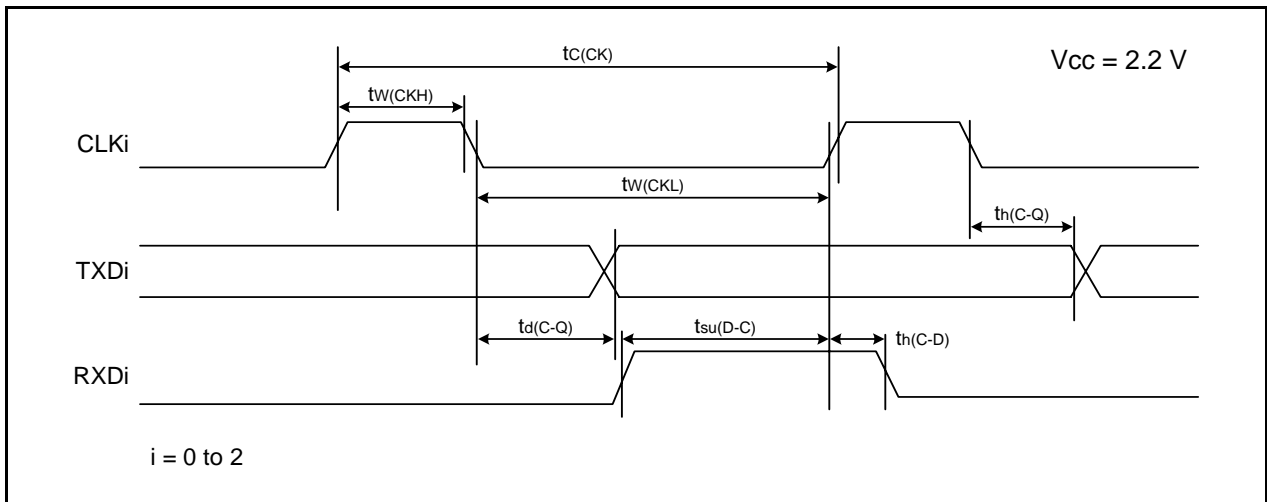 tC(CK)
Vcc = 2.2 V
tW(CKH)
CLKi
tW(CKL)
th(C-Q)
TXDi
td(C-Q)
tsu(D-C)
th(C-D)
RXDi
i = 0 to 2